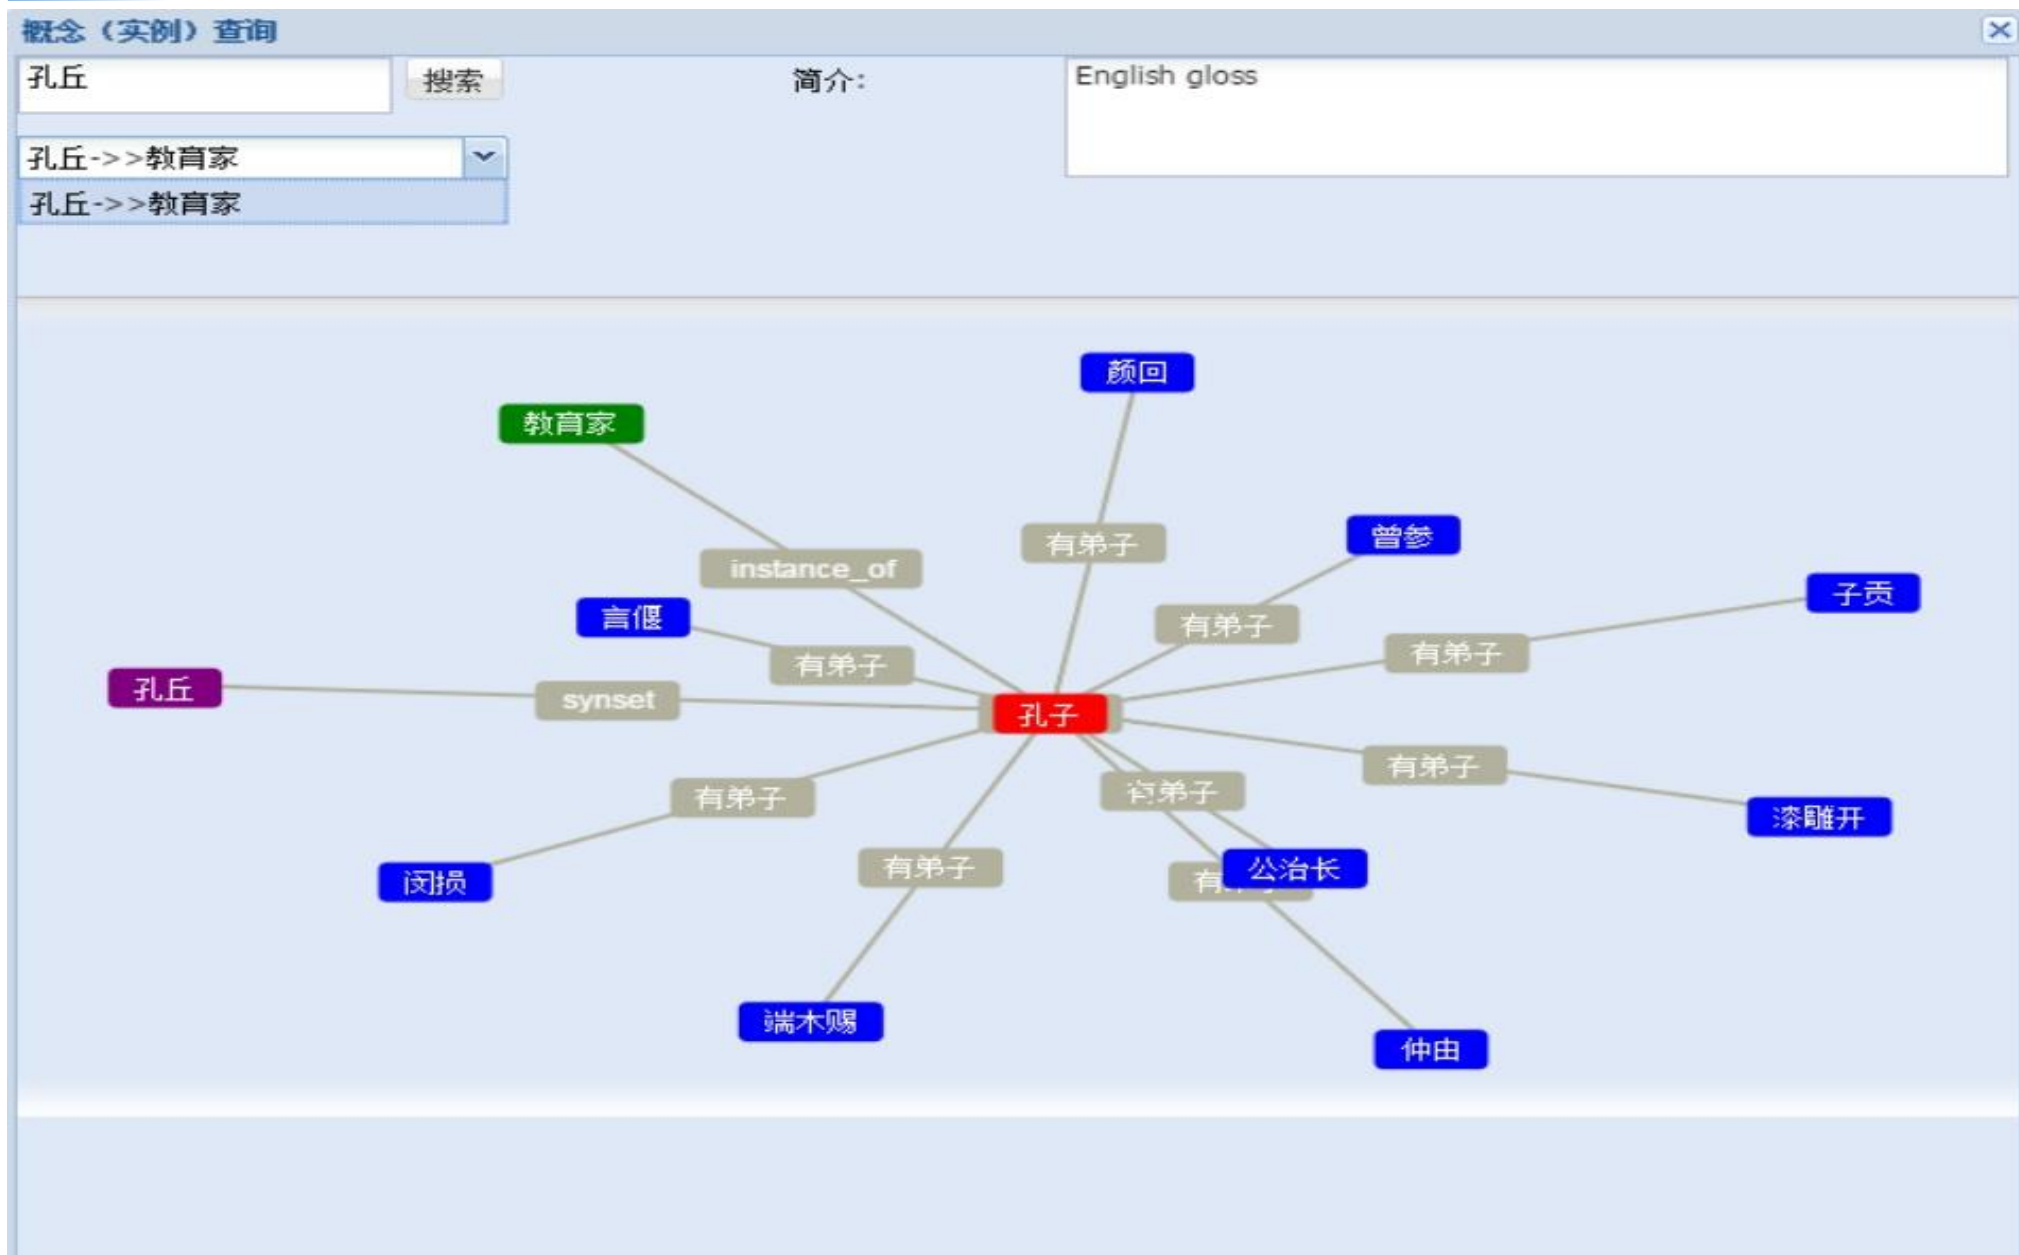 概念（实例）查询
孔丘
搜索
简介:
English gloss
孔丘->>教育家
孔丘->>教育家
颜回
教育家
有弟子
曾参
instance_of
子贡
言偃
有弟子
有弟子
有弟子
孔丘
synset
孔子
有弟子
有弟子
有弟子
闵损
有弟子
公治长
漆雕开
端木赐
仲由